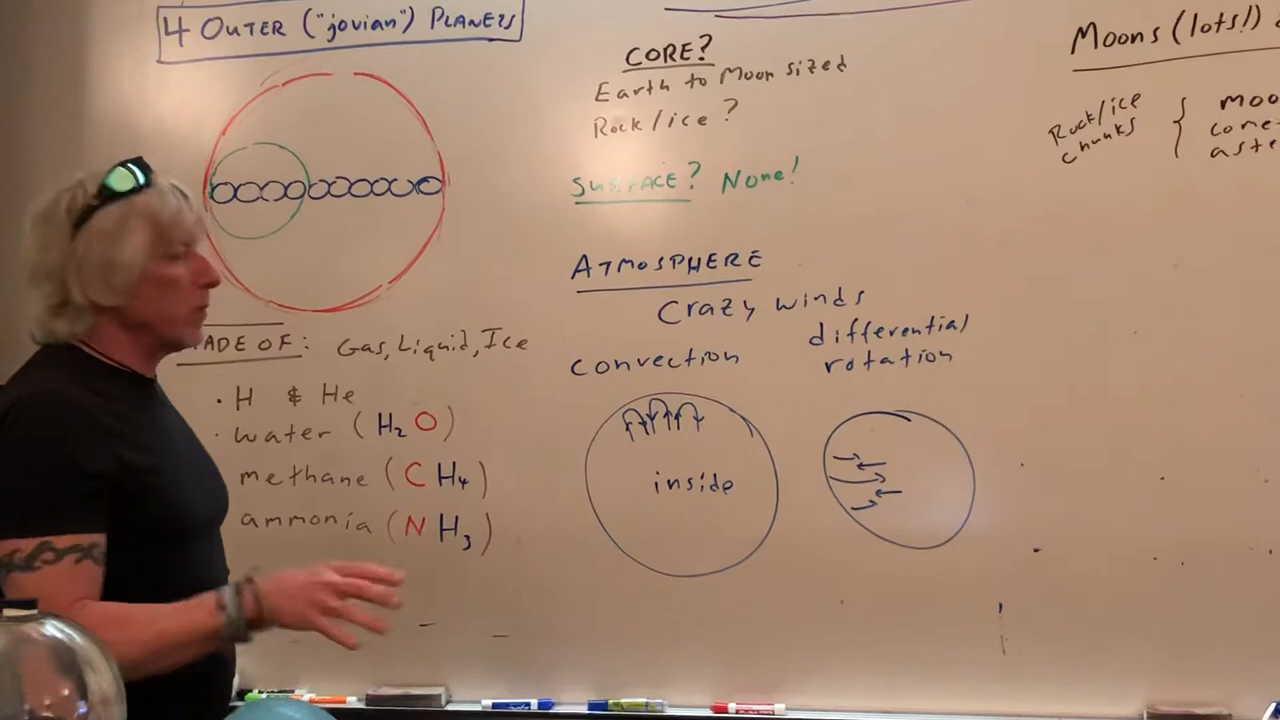 4 OUTER ("jovian") PLANETS
MADE OF: Gas, Liquid, Ice
• H & He
• water (H₂O)
methane (CH₄)
ammonia (NH₃)
CORE?
Earth to Moon sized
Rock/ice?
SURFACE? None!
ATMOSPHERE
Crazy winds
convection
differential
rotation
inside
Moons (lots!)
Rock/ice
chunks
moo
come
aste